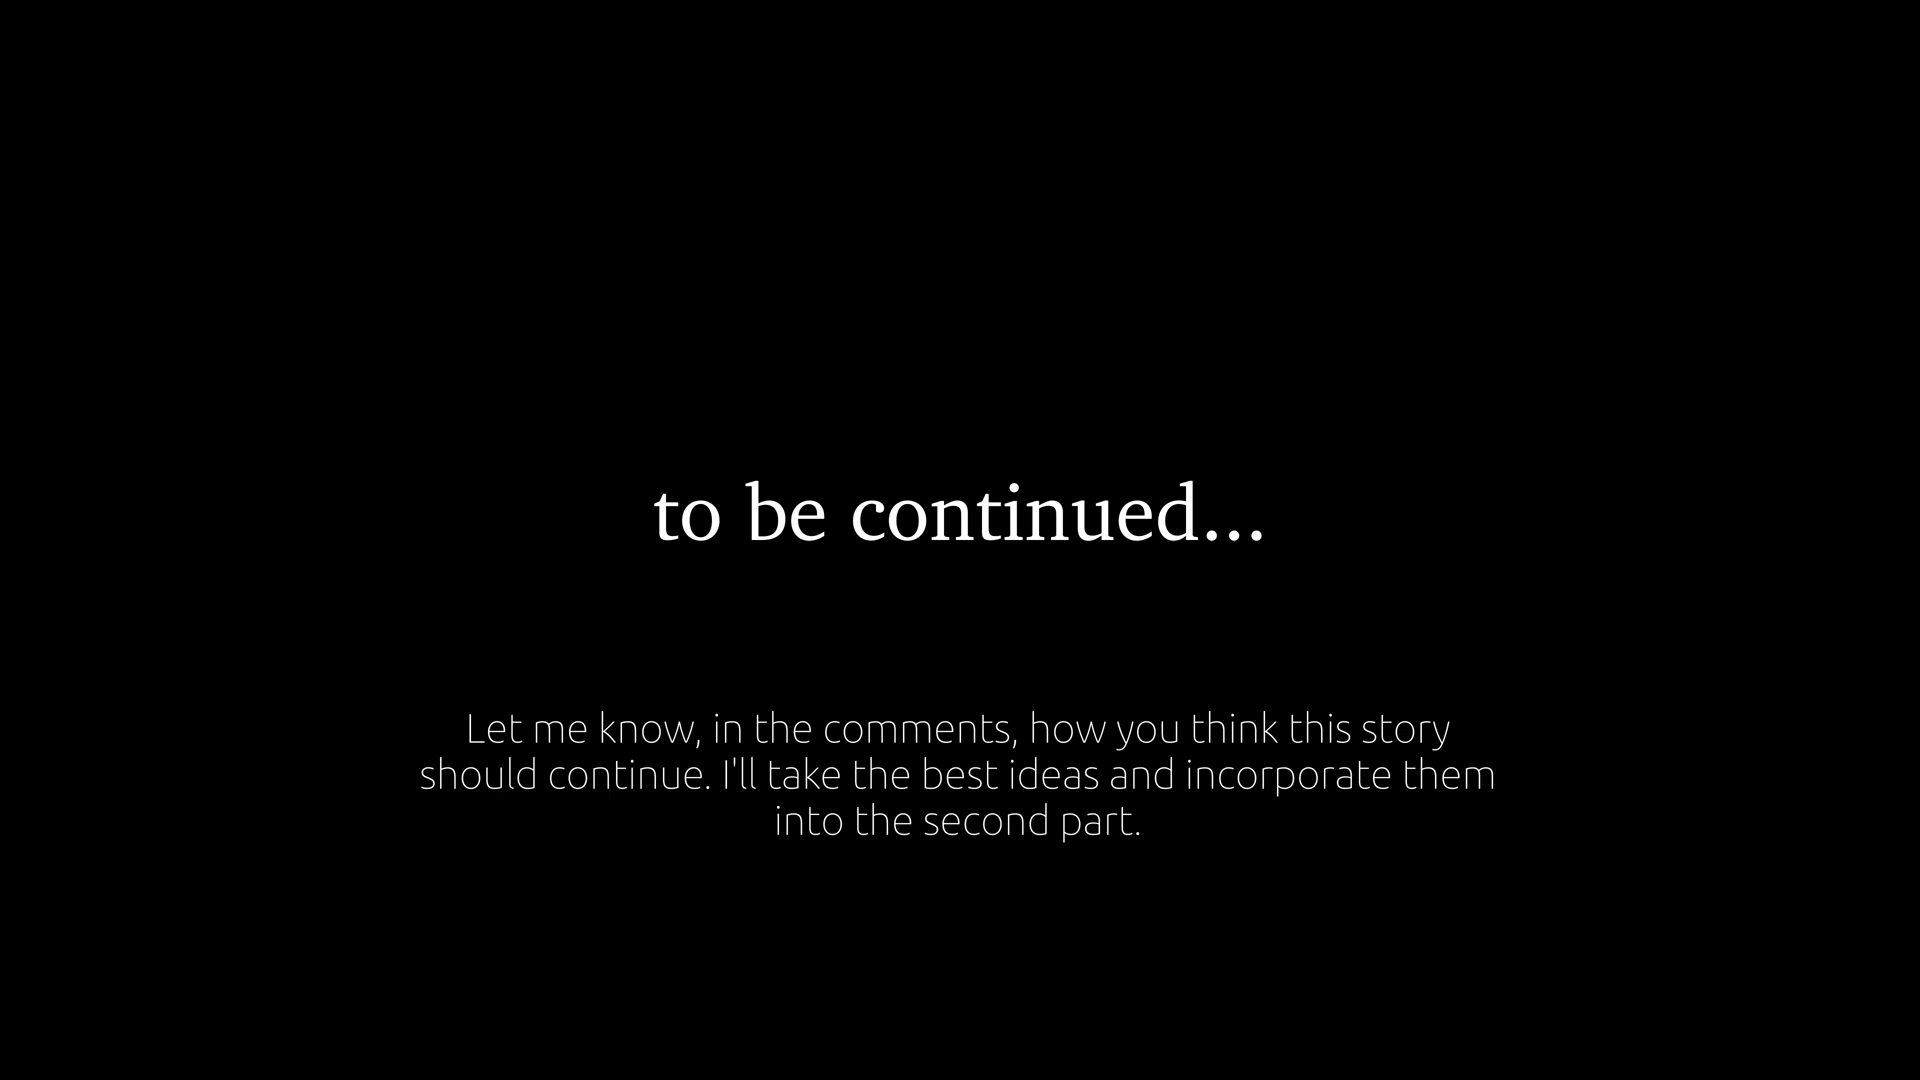 to be continued...
Let me know, in the comments, how you think this story
should continue. I'll take the best ideas and incorporate them
into the second part.